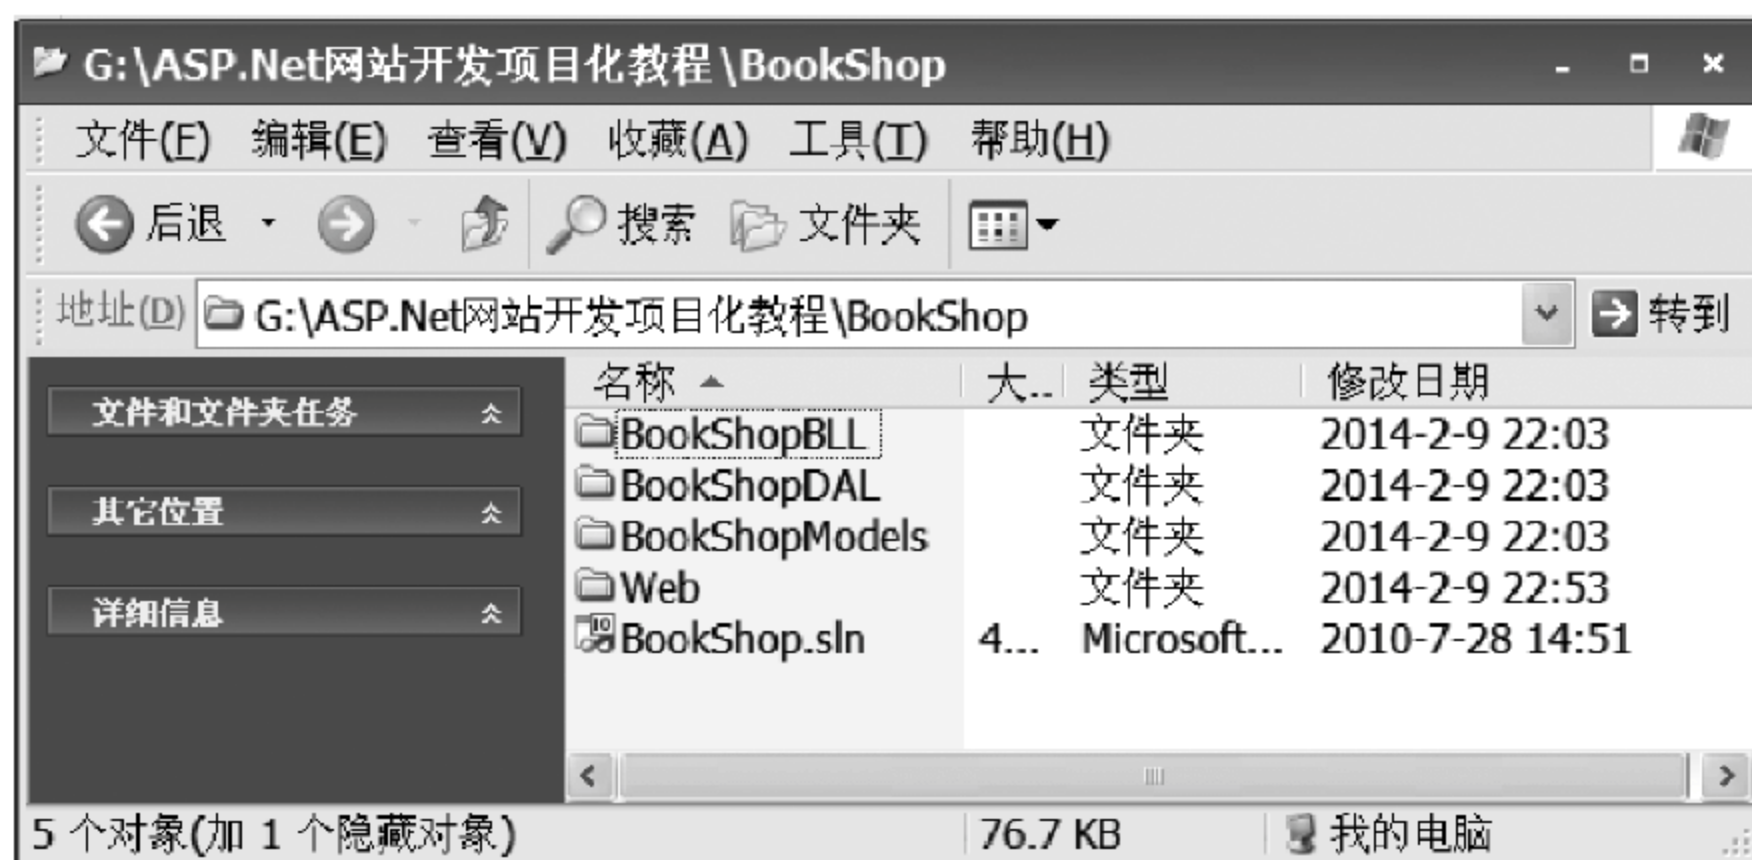 G:\ASP.Net网站开发项目化教程\BookShop
文件(F) 编辑(E) 查看(V) 收藏(A) 工具(T) 帮助(H)
后退 搜索 文件夹
地址(D) G:\ASP.Net网站开发项目化教程\BookShop 转到
名称 大... 类型 修改日期
文件和文件夹任务
其它位置
详细信息
BookShopBLL 文件夹 2014-2-9 22:03
BookShopDAL 文件夹 2014-2-9 22:03
BookShopModels 文件夹 2014-2-9 22:03
Web 文件夹 2014-2-9 22:53
BookShop.sln 4... Microsoft... 2010-7-28 14:51
5 个对象(加 1 个隐藏对象) 76.7 KB 我的电脑